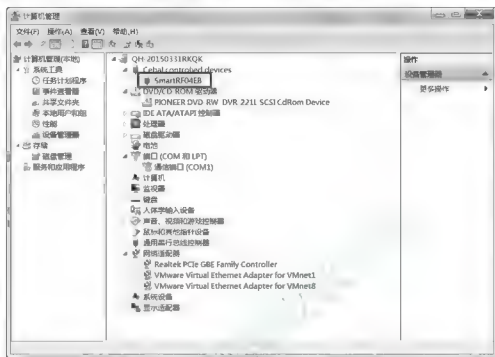 计算机管理
文件(F) 操作(A) 查看(V) 帮助(H)
计算机管理(本地)
系统工具
任务计划程序
事件查看器
共享文件夹
本地用户和组
性能
设备管理器
存储
磁盘管理
服务和应用程序
QH-20150331RKQK
Cebal controlled devices
SmartRF04EB
DVD/CD-ROM 驱动器
PIONEER DVD-RW DVR-221L SCSI CdRom Device
IDE ATA/ATAPI 控制器
处理器
磁盘驱动器
电池
端口 (COM 和 LPT)
通信端口 (COM1)
计算机
监视器
键盘
人体学输入设备
声音、视频和游戏控制器
鼠标和其他指针设备
通用串行总线控制器
网络适配器
Realtek PCIe GBE Family Controller
VMware Virtual Ethernet Adapter for VMnet1
VMware Virtual Ethernet Adapter for VMnet8
系统设备
显示适配器
操作
设备管理器
更多操作